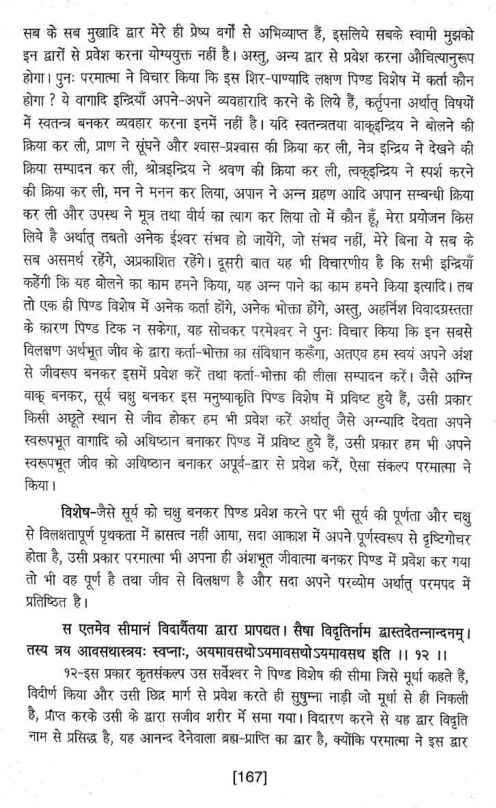 सब के सब मुखादि द्वार मेरे ही प्रेष्य वर्गों से अभिव्याप्त हैं, इसलिये सबके स्वामी मुझको
इन द्वारों से प्रवेश करना योग्ययुक्त नहीं है। अस्तु, अन्य द्वार से प्रवेश करना औचित्यानुरूप
होगा। पुनः परमात्मा ने विचार किया कि इस शिर-पाण्यादि लक्षण पिण्ड विशेष में कर्ता कौन
होगा ? ये वागादि इन्द्रियाँ अपने-अपने व्यवहारादि करने के लिये हैं, कर्तृपना अर्थात् विषयों
में स्वतन्त्र बनकर व्यवहार करना इनमें नहीं है। यदि स्वतन्त्रतया वाक्इन्द्रिय ने बोलने की
क्रिया कर ली, प्राण ने सूंघने और श्वास-प्रश्वास की क्रिया कर ली, नेत्र इन्द्रिय ने देखने की
क्रिया सम्पादन कर ली, श्रोत्रइन्द्रिय ने श्रवण की क्रिया कर ली, त्वक्इन्द्रिय ने स्पर्श करने
की क्रिया कर ली, मन ने मनन कर लिया, अपान ने अन्न ग्रहण आदि अपान सम्बन्धी क्रिया
कर ली और उपस्थ ने मूत्र तथा वीर्य का त्याग कर लिया तो में कौन हूँ, मेरा प्रयोजन किस
लिये है अर्थात् तबतो अनेक ईश्वर संभव हो जायेंगे, जो संभव नहीं, मेरे बिना ये सब के
सब असमर्थ रहेंगे, अप्रकाशित रहेंगे। दूसरी बात यह भी विचारणीय है कि सभी इन्द्रियाँ
कहेंगी कि यह बोलने का काम हमने किया, यह अन्न पाने का काम हमने किया इत्यादि। तब
तो एक ही पिण्ड विशेष में अनेक कर्ता होंगे, अनेक भोक्ता होंगे, अस्तु, अहर्निश विवादग्रस्तता
के कारण पिण्ड टिक न सकेगा, यह सोचकर परमेश्वर ने पुनः विचार किया कि इन सबसे
विलक्षण अर्थभूत जीव के द्वारा कर्ता-भोक्ता का संविधान करूँगा, अतएव हम स्वयं अपने अंश
से जीवरूप बनकर इसमें प्रवेश करें तथा कर्ता-भोक्ता की लीला सम्पादन करें। जैसे अग्नि
वाक् बनकर, सूर्य चक्षु बनकर इस मनुष्याकृति पिण्ड विशेष में प्रविष्ट हुये हैं, उसी प्रकार
किसी अछूते स्थान से जीव होकर हम भी प्रवेश करें अर्थात् जैसे अग्न्यादि देवता अपने
स्वरूपभूत वागादि को अधिष्ठान बनाकर पिण्ड में प्रविष्ट हुये हैं, उसी प्रकार हम भी अपने
स्वरूपभूत जीव को अधिष्ठान बनाकर अपूर्व-द्वार से प्रवेश करें, ऐसा संकल्प परमात्मा ने
किया।
विशेष-जैसे सूर्य को चक्षु बनकर पिण्ड प्रवेश करने पर भी सूर्य की पूर्णता और चक्षु
से विलक्षतापूर्ण पृथकता में ह्रासत्व नहीं आया, सदा आकाश में अपने पूर्णस्वरूप से दृष्टिगोचर
होता है, उसी प्रकार परमात्मा भी अपना ही अंशभूत जीवात्मा बनकर पिण्ड में प्रवेश कर गया
तो भी वह पूर्ण है तथा जीव से विलक्षण है और सदा अपने परव्योम अर्थात् परमपद में
प्रतिष्ठित है।
स एतमेव सीमानं विदार्यैतया द्वारा प्रापद्यत। सैषा विदृतिर्नाम द्वास्तदेतन्नान्दनम्।
तस्य त्रय आवसथास्त्रयः स्वप्नाः, अयमावसथोऽयमावसथोऽयमावसथ इति ।। १२ ।।
१२-इस प्रकार कृतसंकल्प उस सर्वेश्वर ने पिण्ड विशेष की सीमा जिसे मूर्धा कहते हैं,
विदीर्ण किया और उसी छिद्र मार्ग से प्रवेश करते ही सुषुम्ना नाड़ी जो मूर्धा से ही निकली
है, प्राप्त करके उसी के द्वारा सजीव शरीर में समा गया। विदारण करने से यह द्वार विदृति
नाम से प्रसिद्ध है, यह आनन्द देनेवाला ब्रह्म-प्राप्ति का द्वार है, क्योंकि परमात्मा ने इस द्वार
[167]